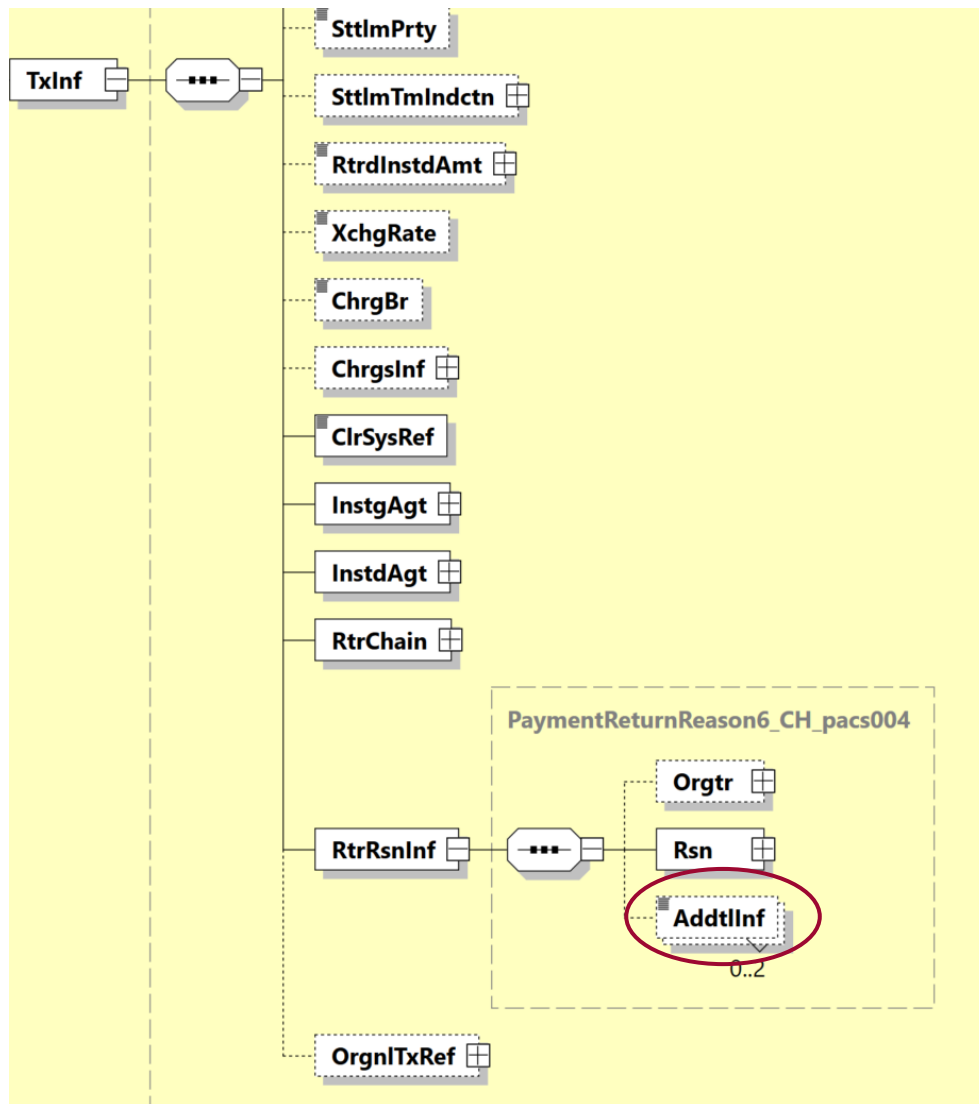 SttlmPrty
TxInf
SttlmTmIndctn
RtrdInstdAmt
XchgRate
ChrgBr
ChrgsInf
ClrSysRef
InstgAgt
InstdAgt
RtrChain
PaymentReturnReason6_CH_pacs004
Orgtr
RtrRsnInf
Rsn
AddtlInf
0..2
OrgnlTxRef